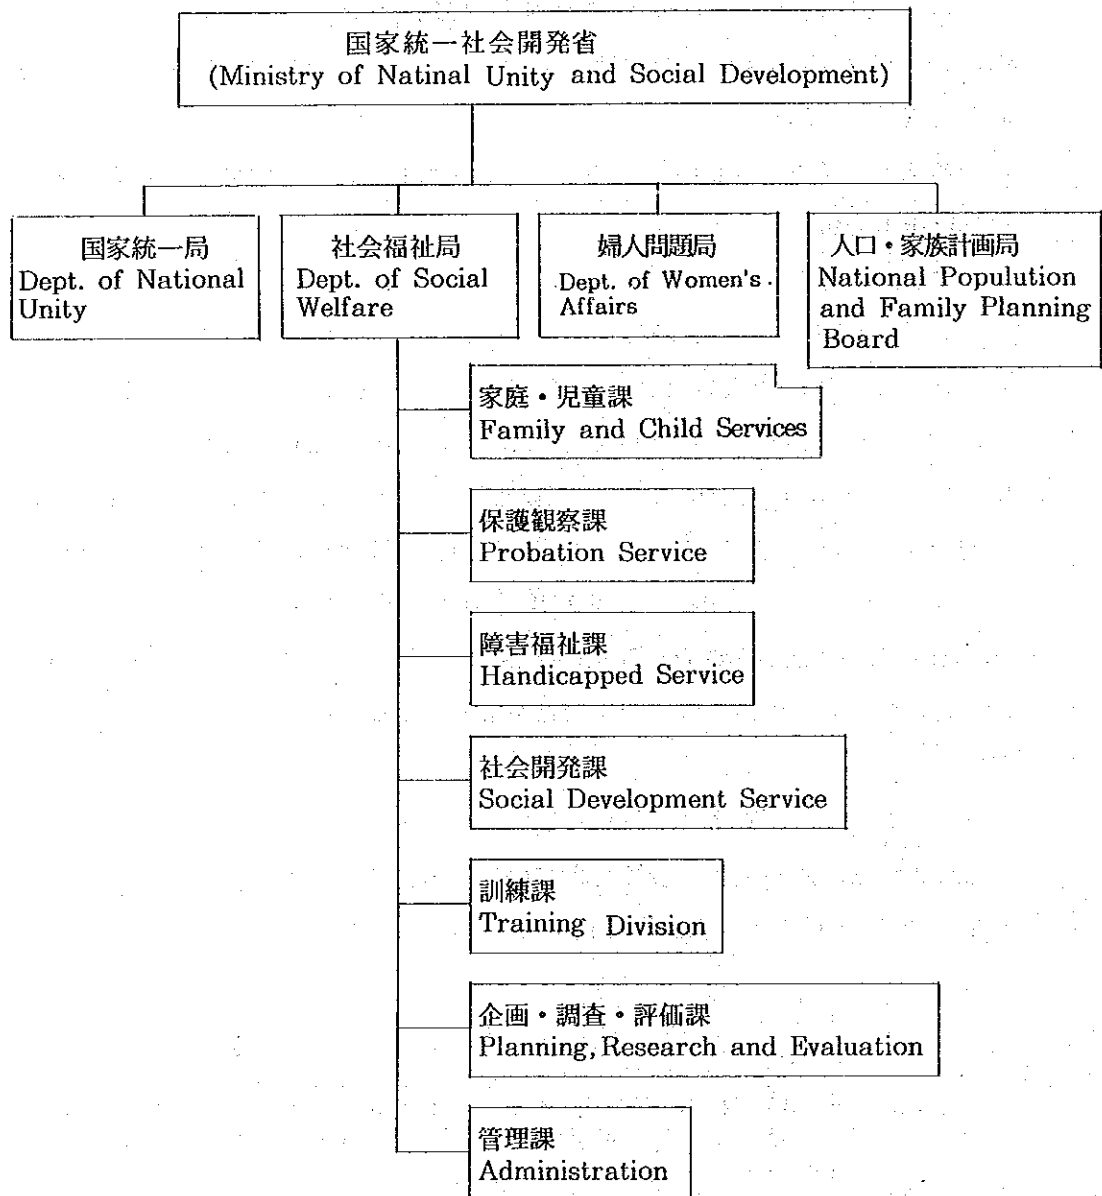 国家統一社会開発省
(Ministry of Natinal Unity and Social Development)
国家統一局
Dept. of National
Unity
社会福祉局
Dept. of Social
Welfare
婦人問題局
Dept. of Women's
Affairs
人口・家族計画局
National Popului­tion
and Family Planning
Board
家庭・児童課
Family and Child Services
保護観察課
Probation Service
障害福祉課
Handicapped Service
社会開発課
Social Development Service
訓練課
Training Division
企画・調査・評価課
Planning, Research and Evaluation
管理課
Administration